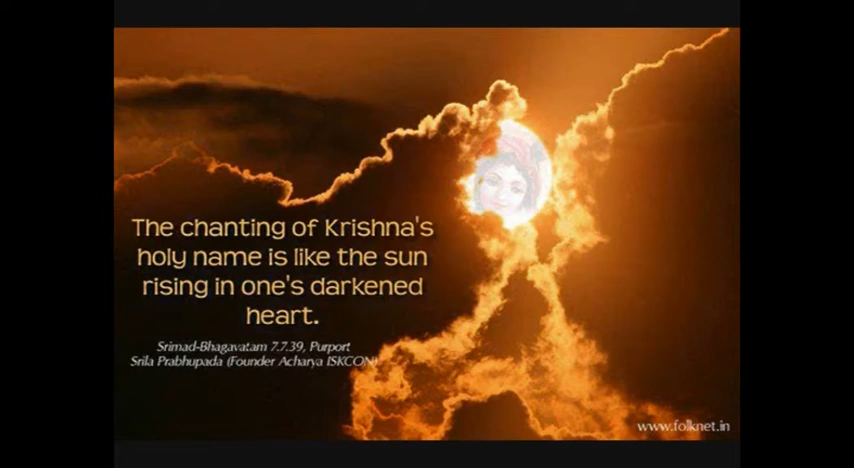 The chanting of Krishna's
holy name is like the sun
rising in one's darkened
heart.
Srimad-Bhagavatam 7.7.39, Purport
Srila Prabhupada (Founder Acharya ISKCON)
www.folknet.in